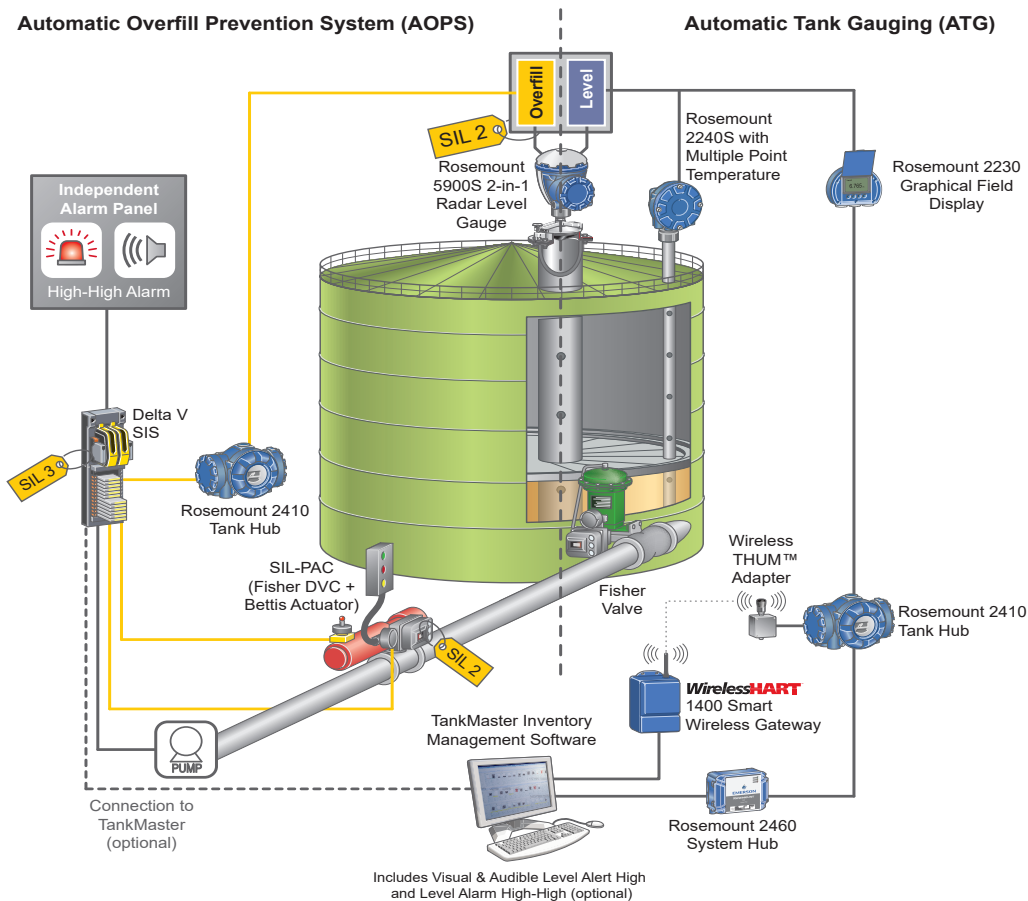 Automatic Overfill Prevention System (AOPS)
Automatic Tank Gauging (ATG)
Overfill
Level
SIL 2
Rosemount
5900S 2-in-1
Radar Level
Gauge
Rosemount
2240S with
Multiple Point
Temperature
Rosemount 2230
Graphical Field
Display
Independent
Alarm Panel
High-High Alarm
Delta V
SIS
SIL 3
Rosemount 2410
Tank Hub
SIL-PAC
(Fisher DVC +
Bettis Actuator)
SIL 2
Fisher
Valve
Wireless
THUM™
Adapter
Rosemount 2410
Tank Hub
WirelessHART
1400 Smart
Wireless Gateway
PUMP
TankMaster Inventory
Management Software
Connection to
TankMaster
(optional)
EMERSON
Rosemount 2460
System Hub
Includes Visual & Audible Level Alert High
and Level Alarm High-High (optional)